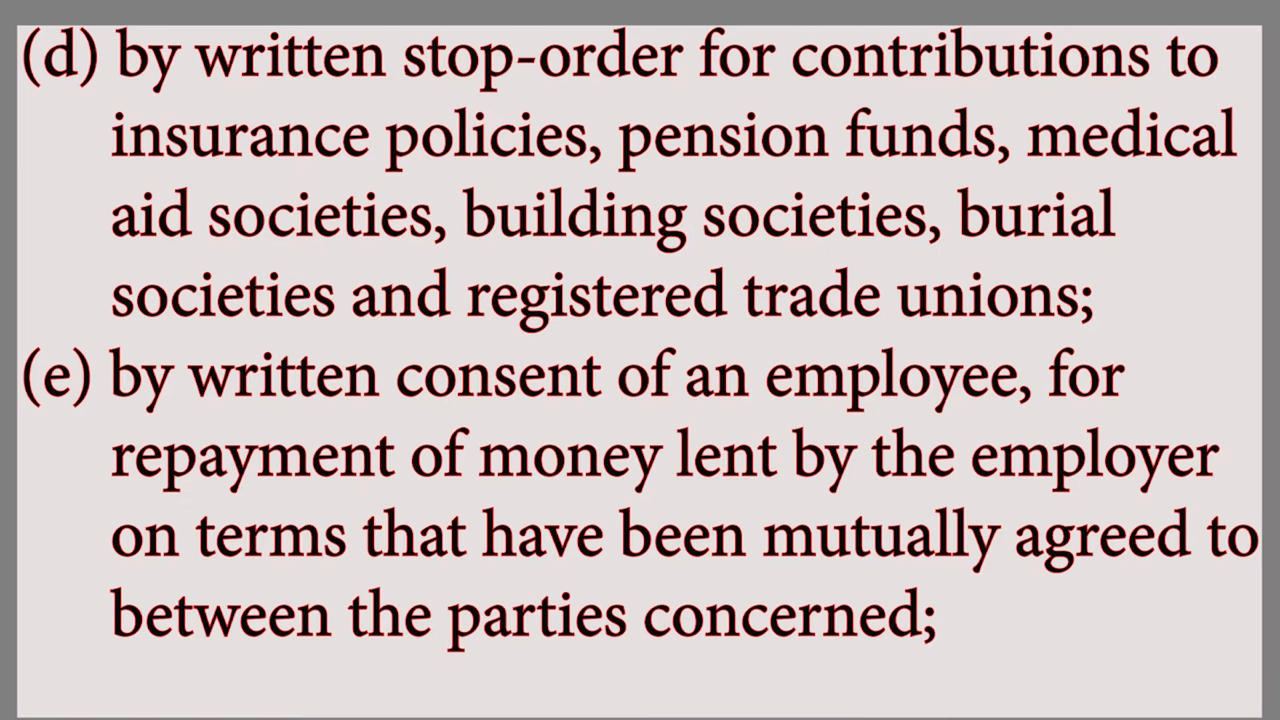 (d) by written stop-order for contributions to
insurance policies, pension funds, medical
aid societies, building societies, burial
societies and registered trade unions;
(e) by written consent of an employee, for
repayment of money lent by the employer
on terms that have been mutually agreed to
between the parties concerned;